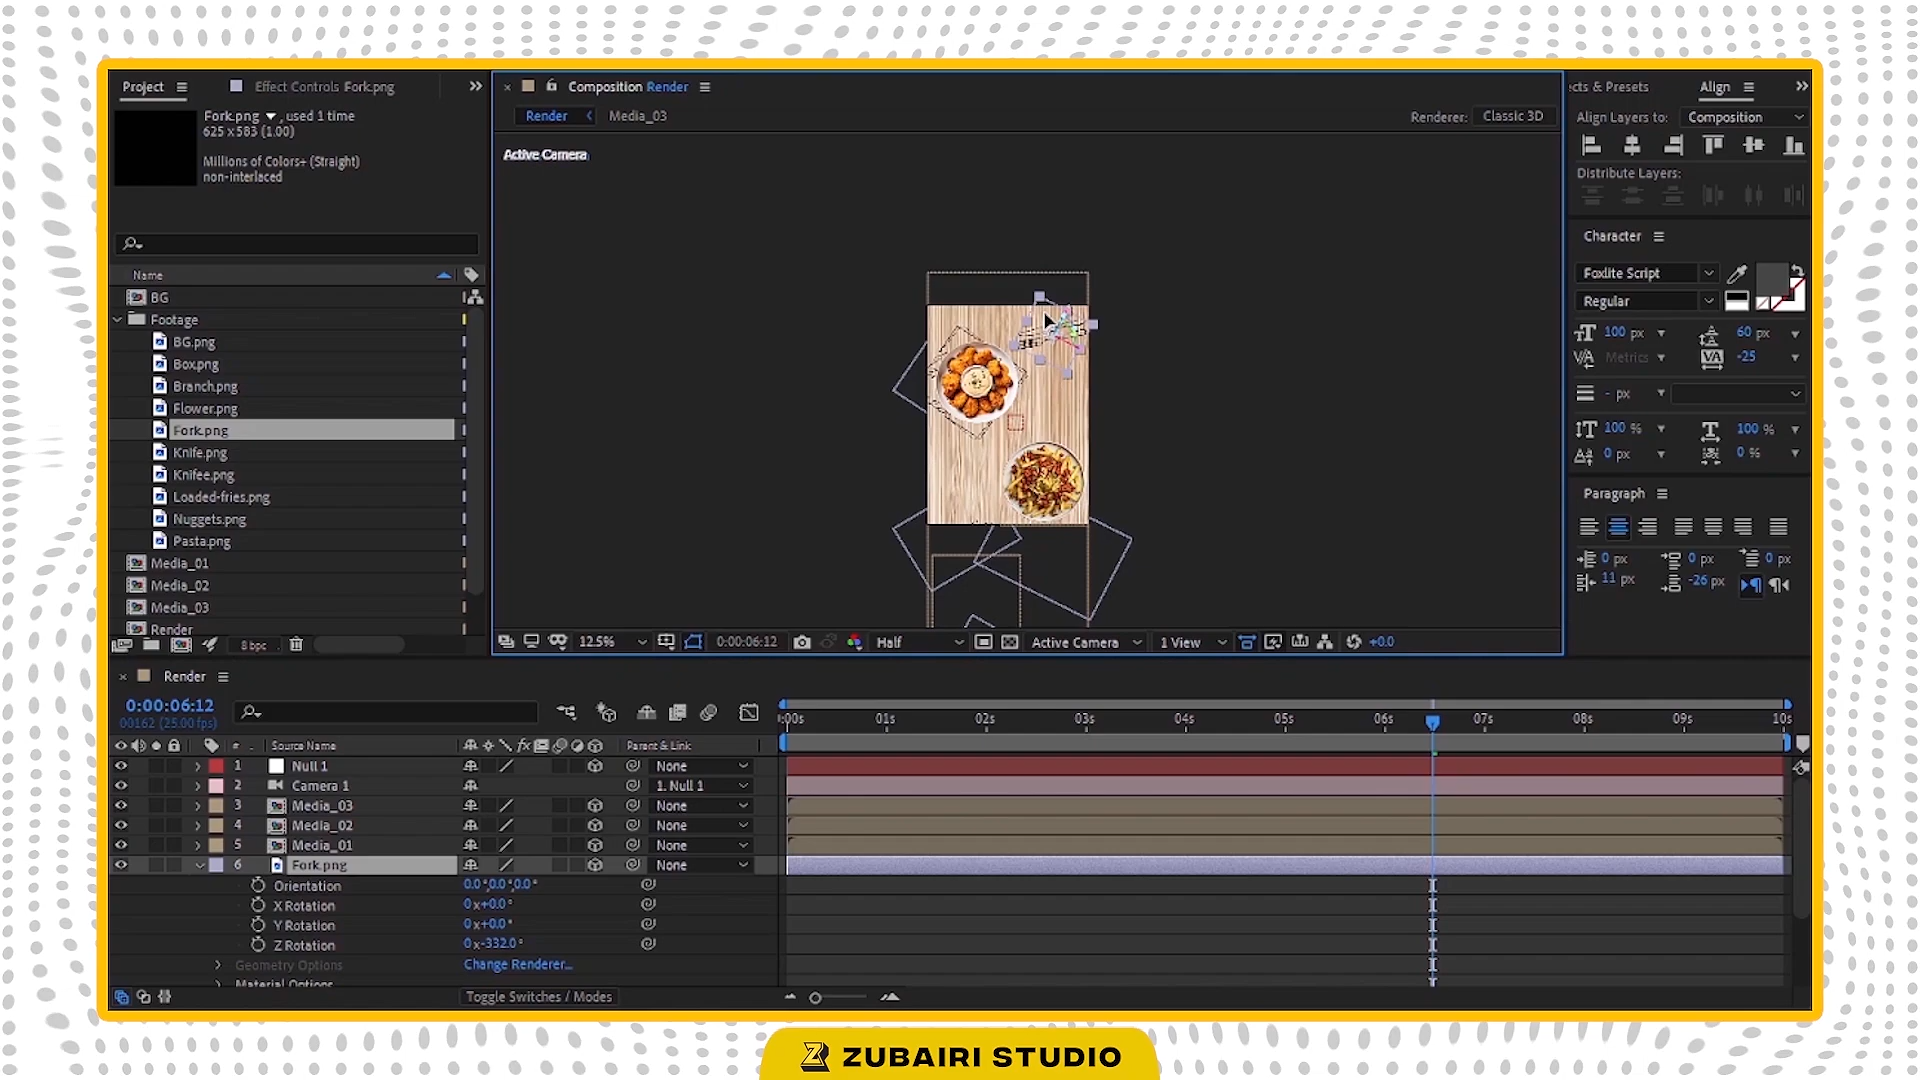 Project
Effect Controls Fork.png
Fork.png , used 1 time
625 x 583 (1.00)
Millions of Colors+ (Straight)
non-interlaced
Name
BG
Footage
BG.png
Box.png
Branch.png
Flower.png
Fork.png
Knife.png
Knifee.png
Loaded-fries.png
Nuggets.png
Pasta.png
Media_01
Media_02
Media_03
Render
8 bpc
Composition Render
Render
Media_03
Renderer: Classic 3D
Active Camera
12.5%
0:00:06:12
Half
Active Camera
1 View
+0.0
cts & Presets
Align
Align Layers to: Composition
Distribute Layers:
Character
Foxlite Script
Regular
100 px
60 px
Metrics
-25
- px
100 %
100 %
0 px
0 %
Paragraph
0 px
0 px
0 px
11 px
-26 px
Render
0:00:06:12
00162 (25.00 fps)
:00s 01s 02s 03s 04s 05s 06s 07s 08s 09s 10s
# Source Name
fx
Parent & Link
1 Null 1 None
2 Camera 1 1. Null 1
3 Media_03 None
4 Media_02 None
5 Media_01 None
6 Fork.png None
Orientation 0.0°,0.0°,0.0°
X Rotation 0x+0.0°
Y Rotation 0x+0.0°
Z Rotation 0x-332.0°
Geometry Options Change Renderer...
Material Options
Toggle Switches / Modes
ZUBAIRI STUDIO